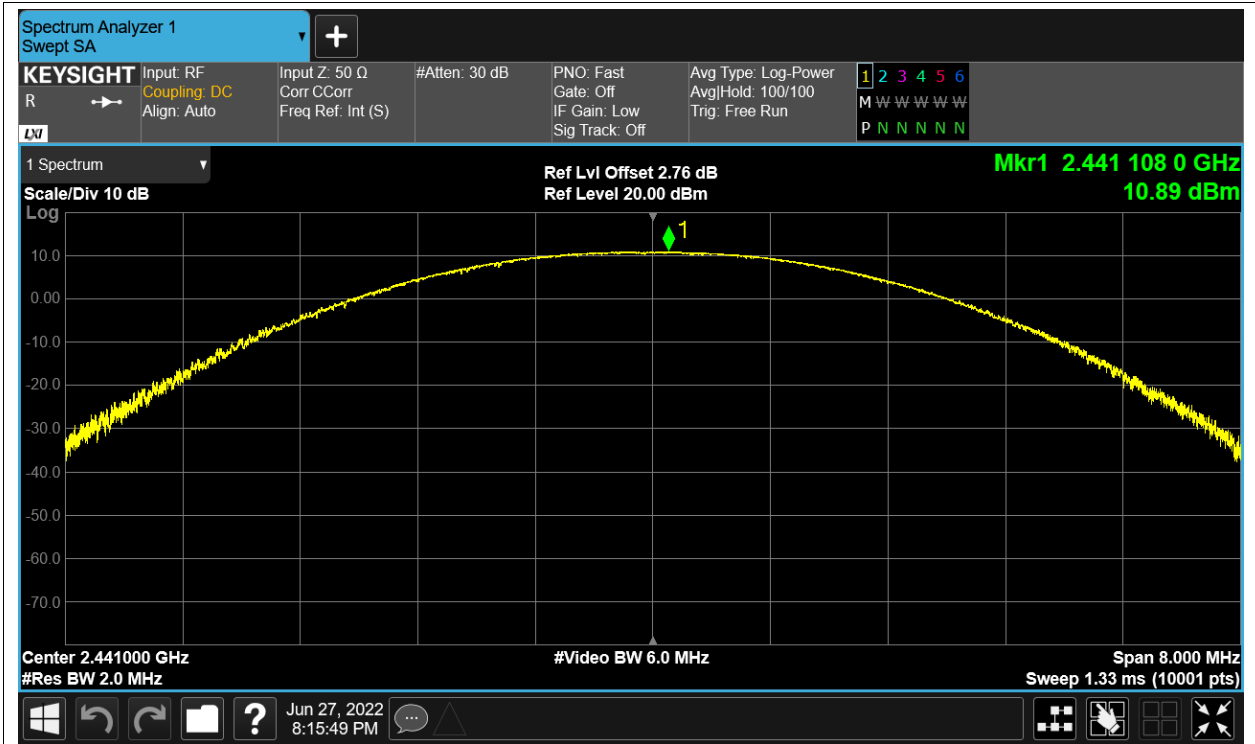 Spectrum Analyzer 1
Swept SA
KEYSIGHT
R
LXI
Input: RF
Coupling: DC
Align: Auto
Input Z: 50 Ω
Corr CCorr
Freq Ref: Int (S)
#Atten: 30 dB
PNO: Fast
Gate: Off
IF Gain: Low
Sig Track: Off
Avg Type: Log-Power
Avg|Hold: 100/100
Trig: Free Run
1 2 3 4 5 6
M W W W W W
P N N N N N
1 Spectrum
Scale/Div 10 dB
Log
Ref Lvl Offset 2.76 dB
Ref Level 20.00 dBm
Mkr1 2.441 108 0 GHz
10.89 dBm
1
10.0
0.00
-10.0
-20.0
-30.0
-40.0
-50.0
-60.0
-70.0
Center 2.441000 GHz
#Video BW 6.0 MHz
Span 8.000 MHz
#Res BW 2.0 MHz
Sweep 1.33 ms (10001 pts)
?
Jun 27, 2022
8:15:49 PM